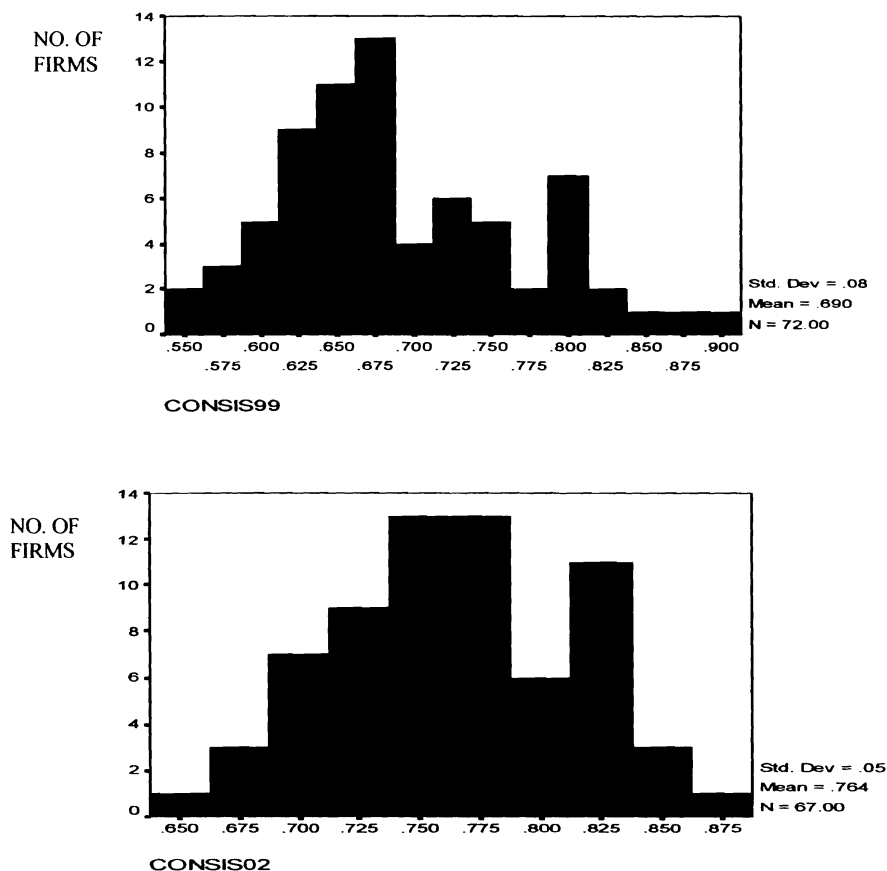 NO. OF
FIRMS
14
12
10
8
6
4
2
0
.550 .600 .650 .700 .750 .800 .850 .900
.575 .625 .675 .725 .775 .825 .875
Std. Dev = .08
Mean = .690
N = 72.00
CONSIS99
NO. OF
FIRMS
14
12
10
8
6
4
2
0
.650 .675 .700 .725 .750 .775 .800 .825 .850 .875
Std. Dev = .05
Mean = .764
N = 67.00
CONSIS02